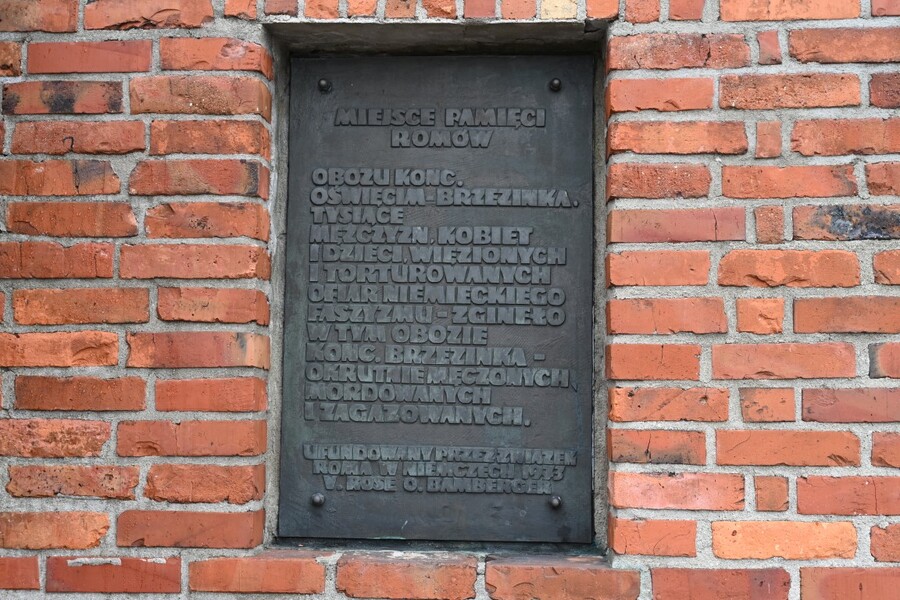 MIEJSCE PAMIĘCI
ROMÓW
OBOZU KONC.
OŚWIĘCIM-BRZEZINKA.
TYSIĄCE
MĘŻCZYZN, KOBIET
I DZIECI, WIĘZIONYCH
I TORTUROWANYCH
OFIAR NIEMIECKIEGO
FASZYZMU - ZGINĘŁO
W TYM OBOZIE
KONC. BRZEZINKA -
OKRUTNIE MĘCZONYCH
MORDOWANYCH
I ZAGAZOWANYCH.
UFUNDOWANY PRZEZ ZWIĄZEK
ROMA W NIEMCZECH 1973
V. ROSE O. BAMBERGER